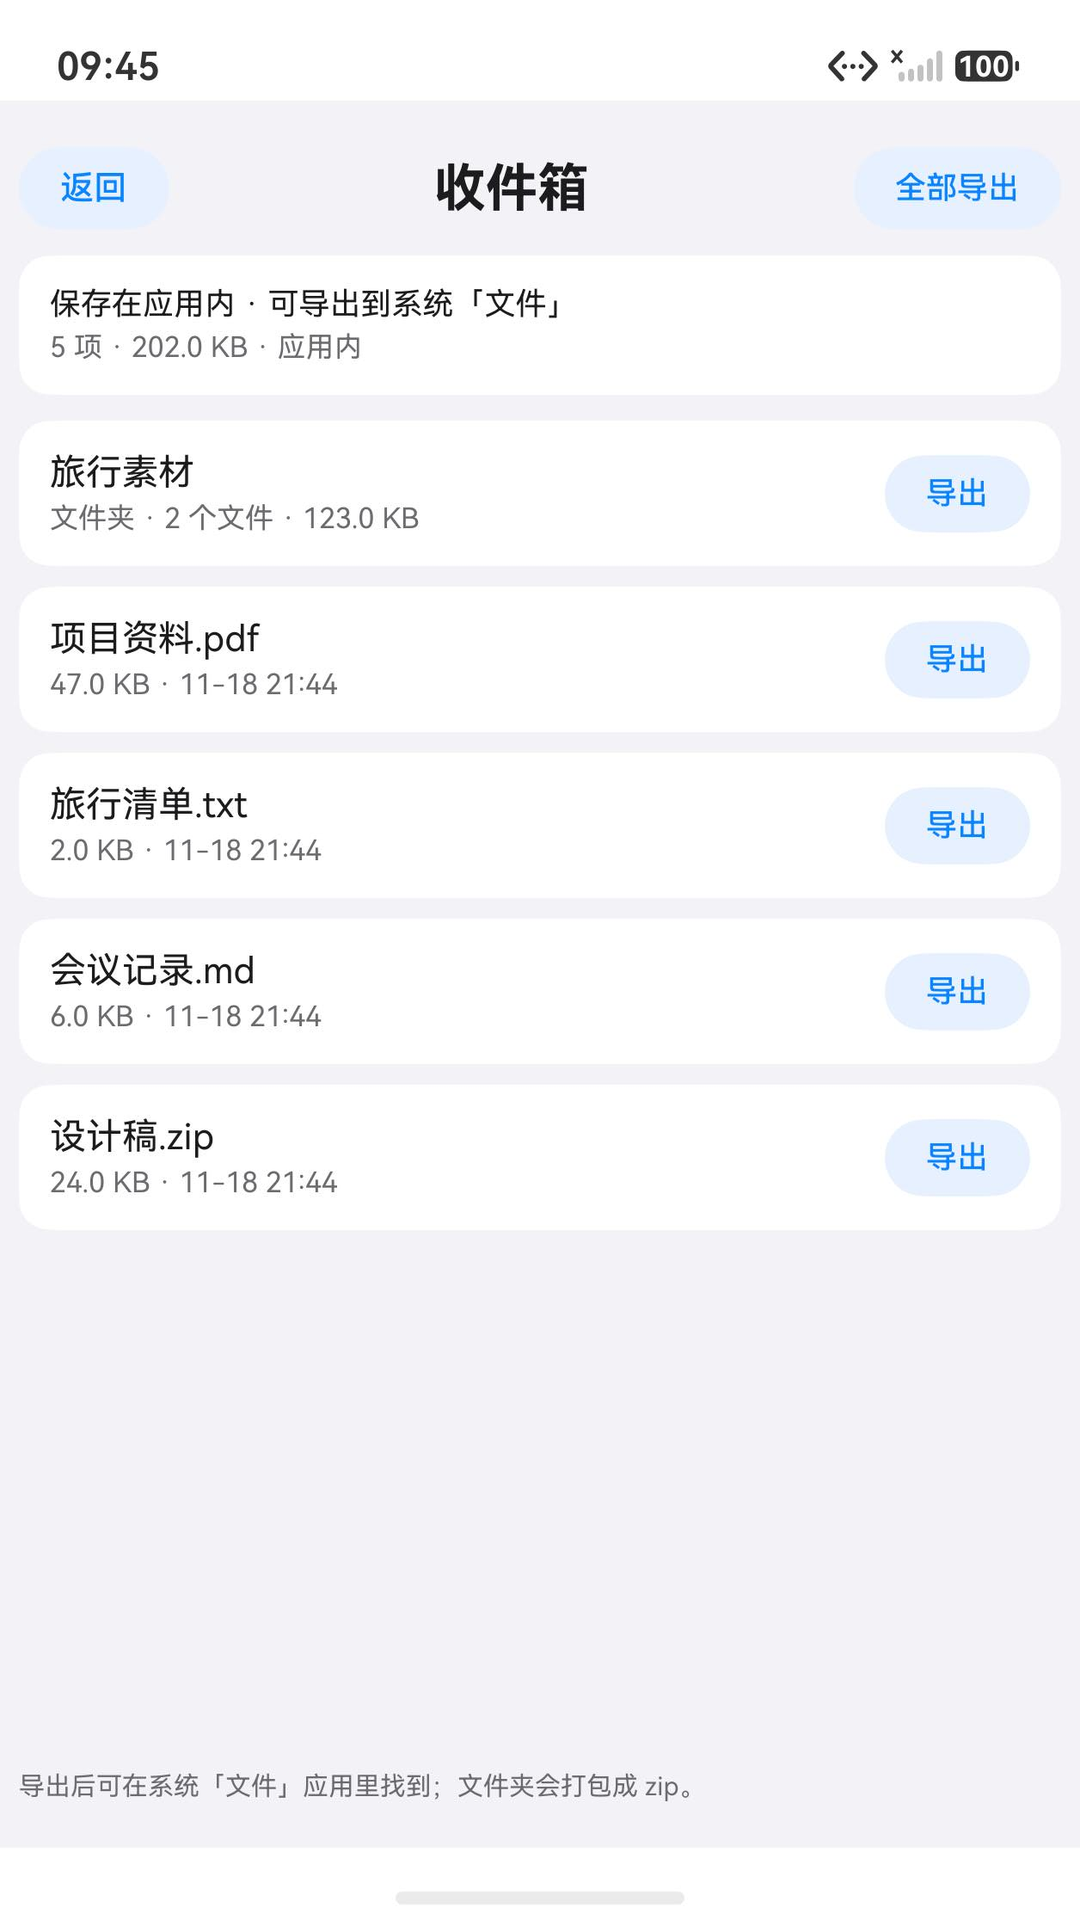 09:45
100
返回
收件箱
全部导出
保存在应用内 · 可导出到系统「文件」
5 项 · 202.0 KB · 应用内
旅行素材
文件夹 · 2 个文件 · 123.0 KB
导出
项目资料.pdf
47.0 KB · 11-18 21:44
导出
旅行清单.txt
2.0 KB · 11-18 21:44
导出
会议记录.md
6.0 KB · 11-18 21:44
导出
设计稿.zip
24.0 KB · 11-18 21:44
导出
导出后可在系统「文件」应用里找到；文件夹会打包成 zip。